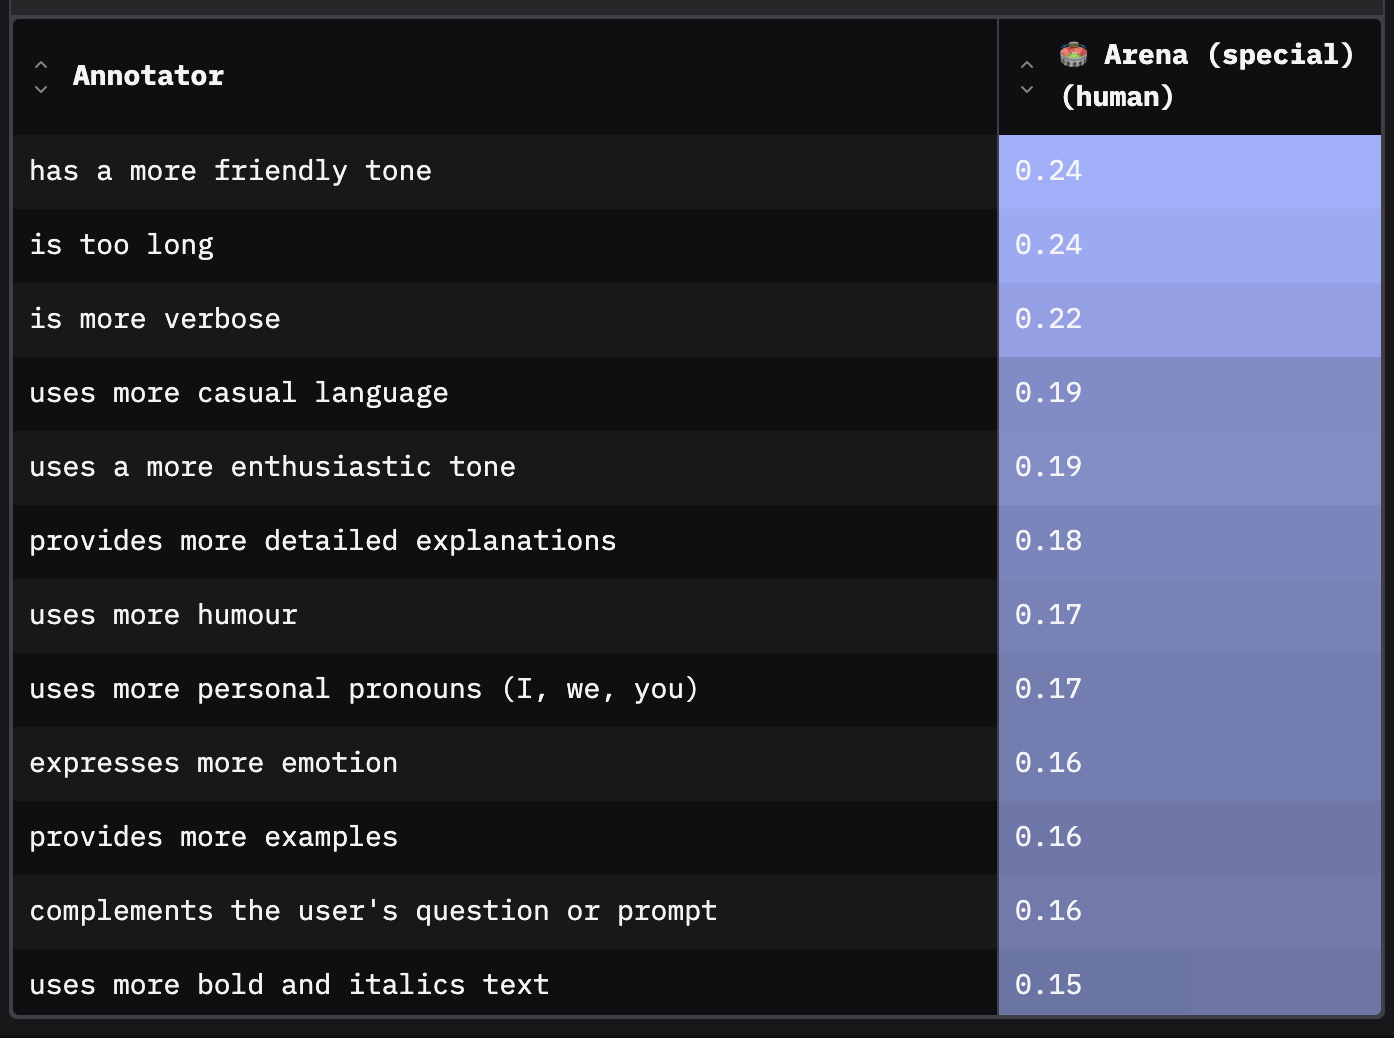 Annotator
Arena (special)
(human)
has a more friendly tone 0.24
is too long 0.24
is more verbose 0.22
uses more casual language 0.19
uses a more enthusiastic tone 0.19
provides more detailed explanations 0.18
uses more humour 0.17
uses more personal pronouns (I, we, you) 0.17
expresses more emotion 0.16
provides more examples 0.16
complements the user's question or prompt 0.16
uses more bold and italics text 0.15